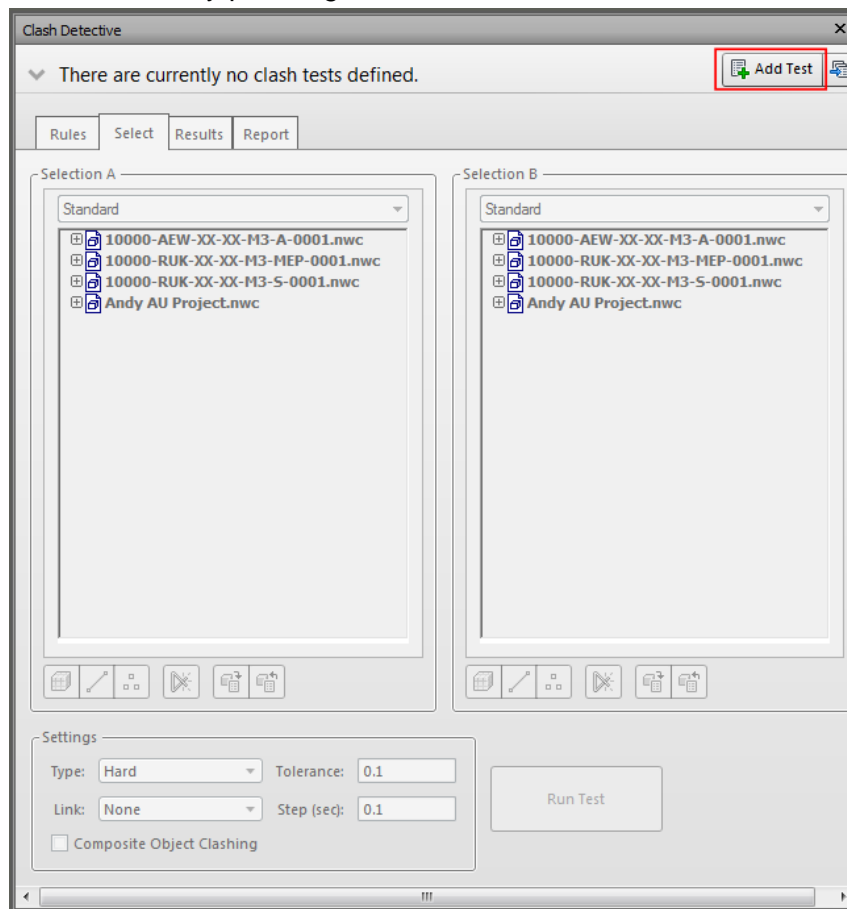 Clash Detective
There are currently no clash tests defined.
Add Test
Rules Select Results Report
Selection A
Standard
10000-AEW-XX-XX-M3-A-0001.nwc
10000-RUK-XX-XX-M3-MEP-0001.nwc
10000-RUK-XX-XX-M3-S-0001.nwc
Andy AU Project.nwc
Selection B
Standard
10000-AEW-XX-XX-M3-A-0001.nwc
10000-RUK-XX-XX-M3-MEP-0001.nwc
10000-RUK-XX-XX-M3-S-0001.nwc
Andy AU Project.nwc
Settings
Type: Hard Tolerance: 0.1
Link: None Step (sec): 0.1
Composite Object Clashing
Run Test